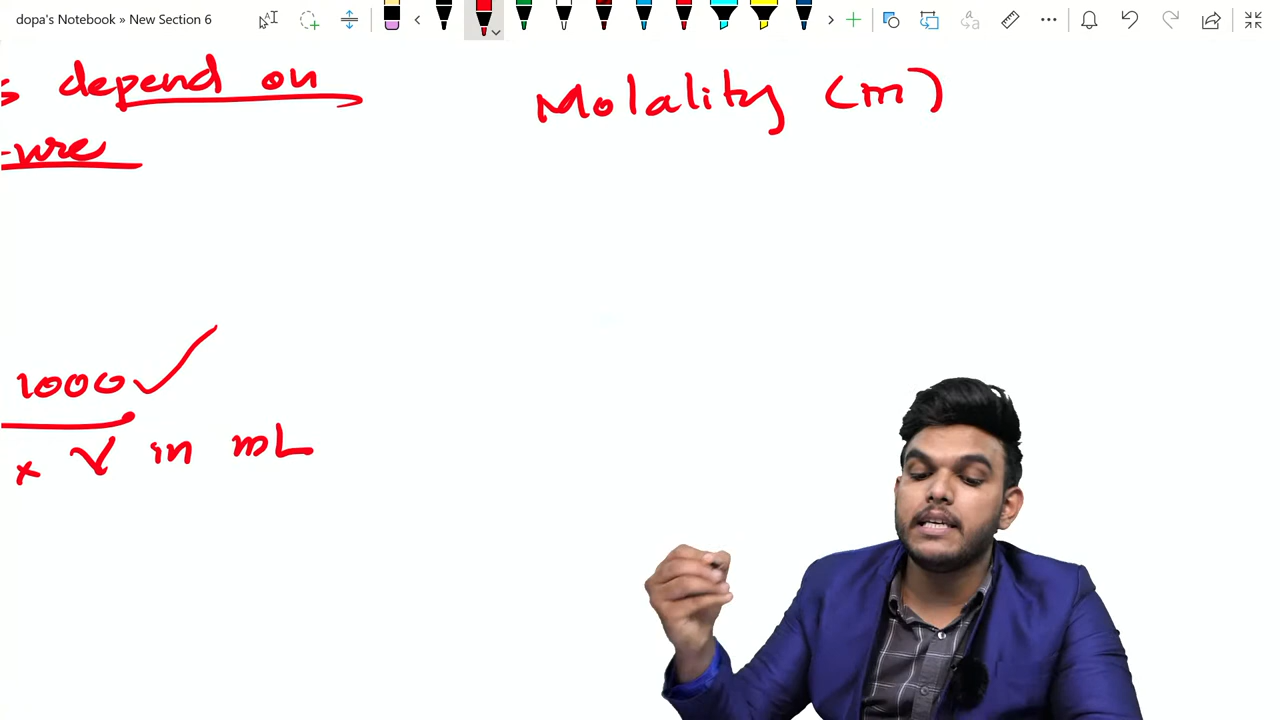 dopa's Notebook » New Section 6
s depend on
-ure
Molality (m)
1000 ✓
x V in mL